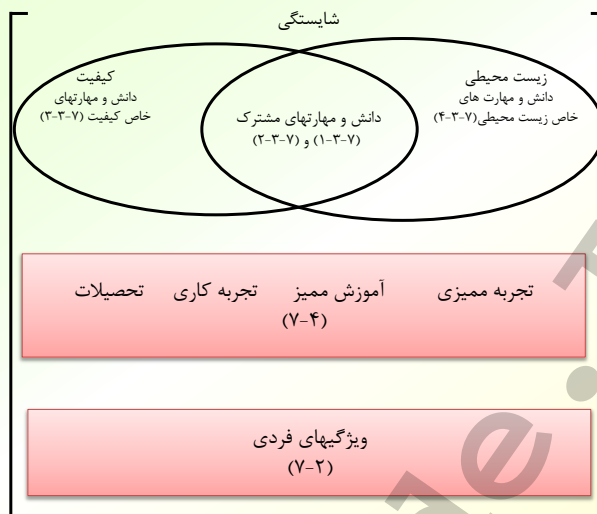 شایستگی
زیست محیطی
دانش و مهارت های
خاص زیست محیطی(۷-۳-۴)
دانش و مهارتهای مشترک
(۷-۳-۱) و (۷-۳-۲)
کیفیت
دانش و مهارتهای
خاص کیفیت (۷-۳-۳)
تجربه ممیزی آموزش ممیز تجربه کاری تحصیلات
(۷-۴)
ویژگیهای فردی
(۷-۲)